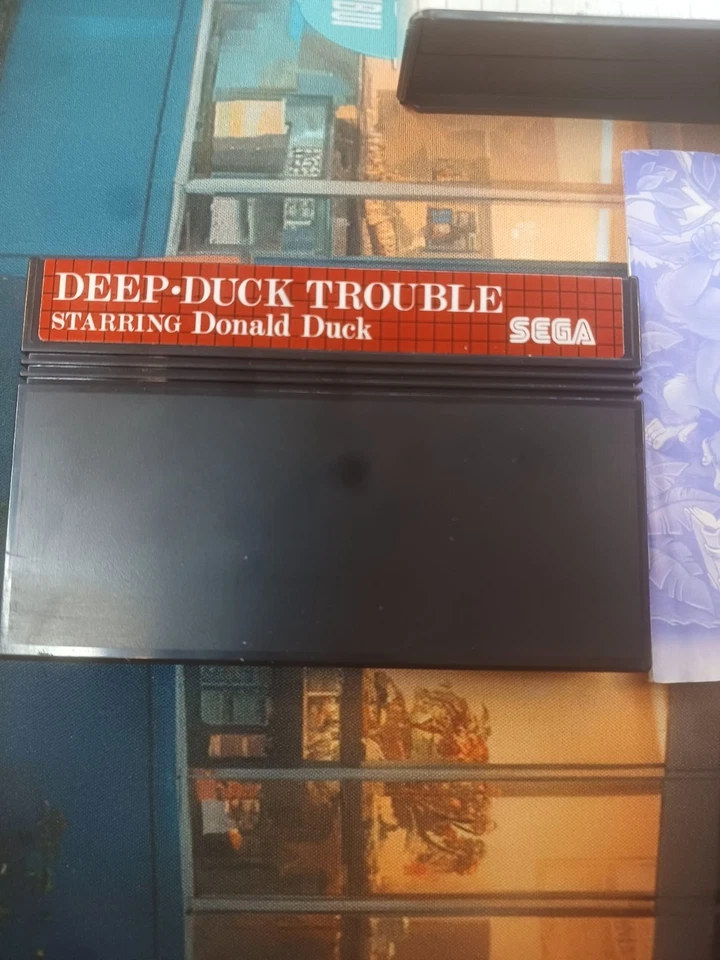 DEEP•DUCK TROUBLE
STARRING Donald Duck
SEGA